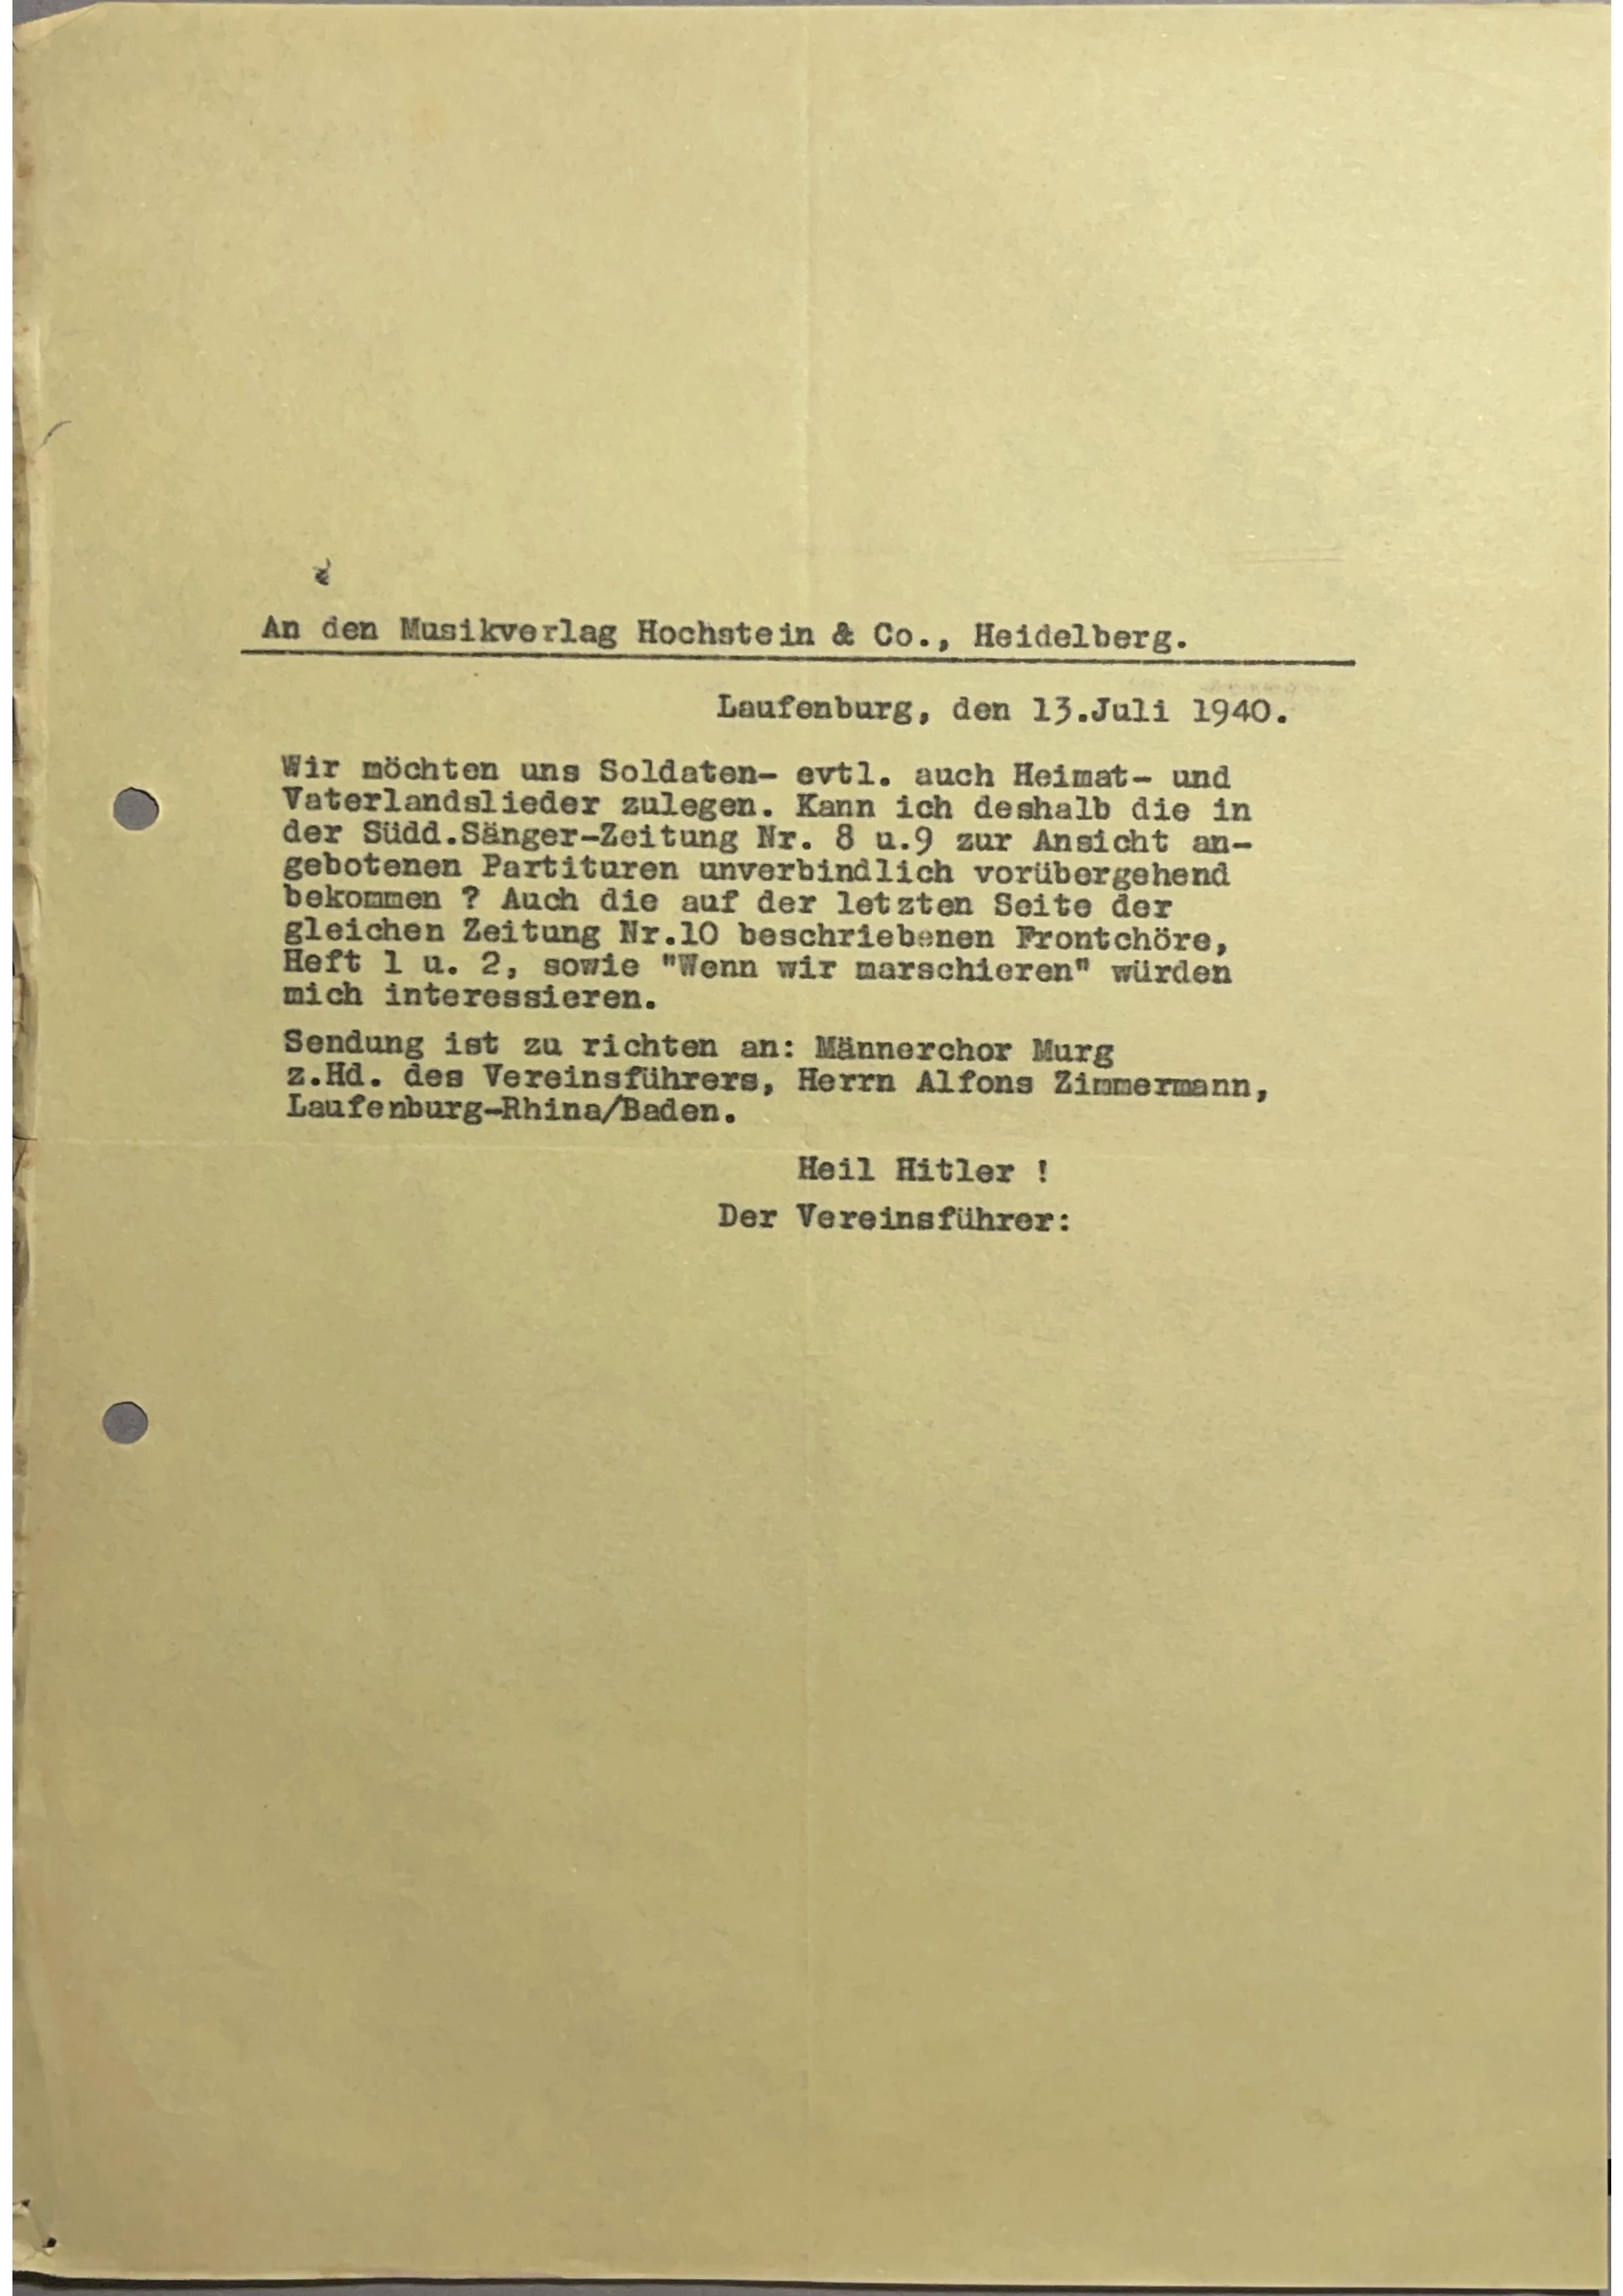 An den Musikverlag Hochstein & Co., Heidelberg.
Laufenburg, den 13.Juli 1940.
Wir möchten uns Soldaten- evtl. auch Heimat- und
Vaterlandslieder zulegen. Kann ich deshalb die in
der Südd.Sänger-Zeitung Nr. 8 u.9 zur Ansicht an-
gebotenen Partituren unverbindlich vorübergehend
bekommen ? Auch die auf der letzten Seite der
gleichen Zeitung Nr.10 beschriebenen Frontchöre,
Heft 1 u. 2, sowie "Wenn wir marschieren" würden
mich interessieren.
Sendung ist zu richten an: Männerchor Murg
z.Hd. des Vereinsführers, Herrn Alfons Zimmermann,
Laufenburg-Rhina/Baden.
Heil Hitler !
Der Vereinsführer: